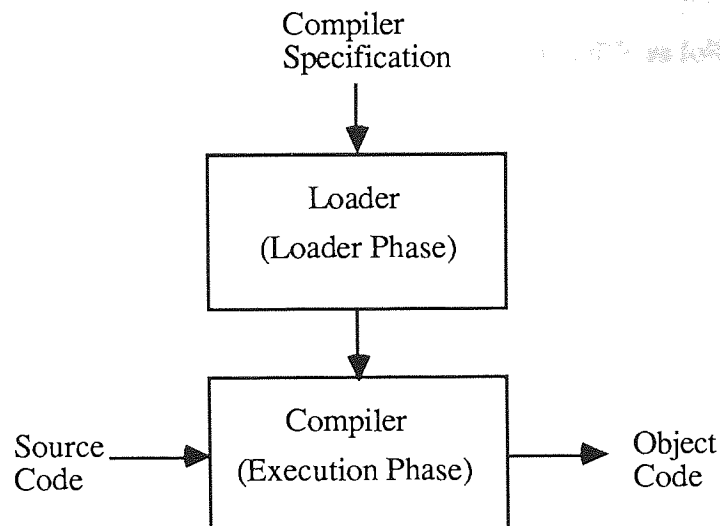 Compiler
Specification
Loader
(Loader Phase)
Compiler
(Execution Phase)
Source
Code
Object
Code